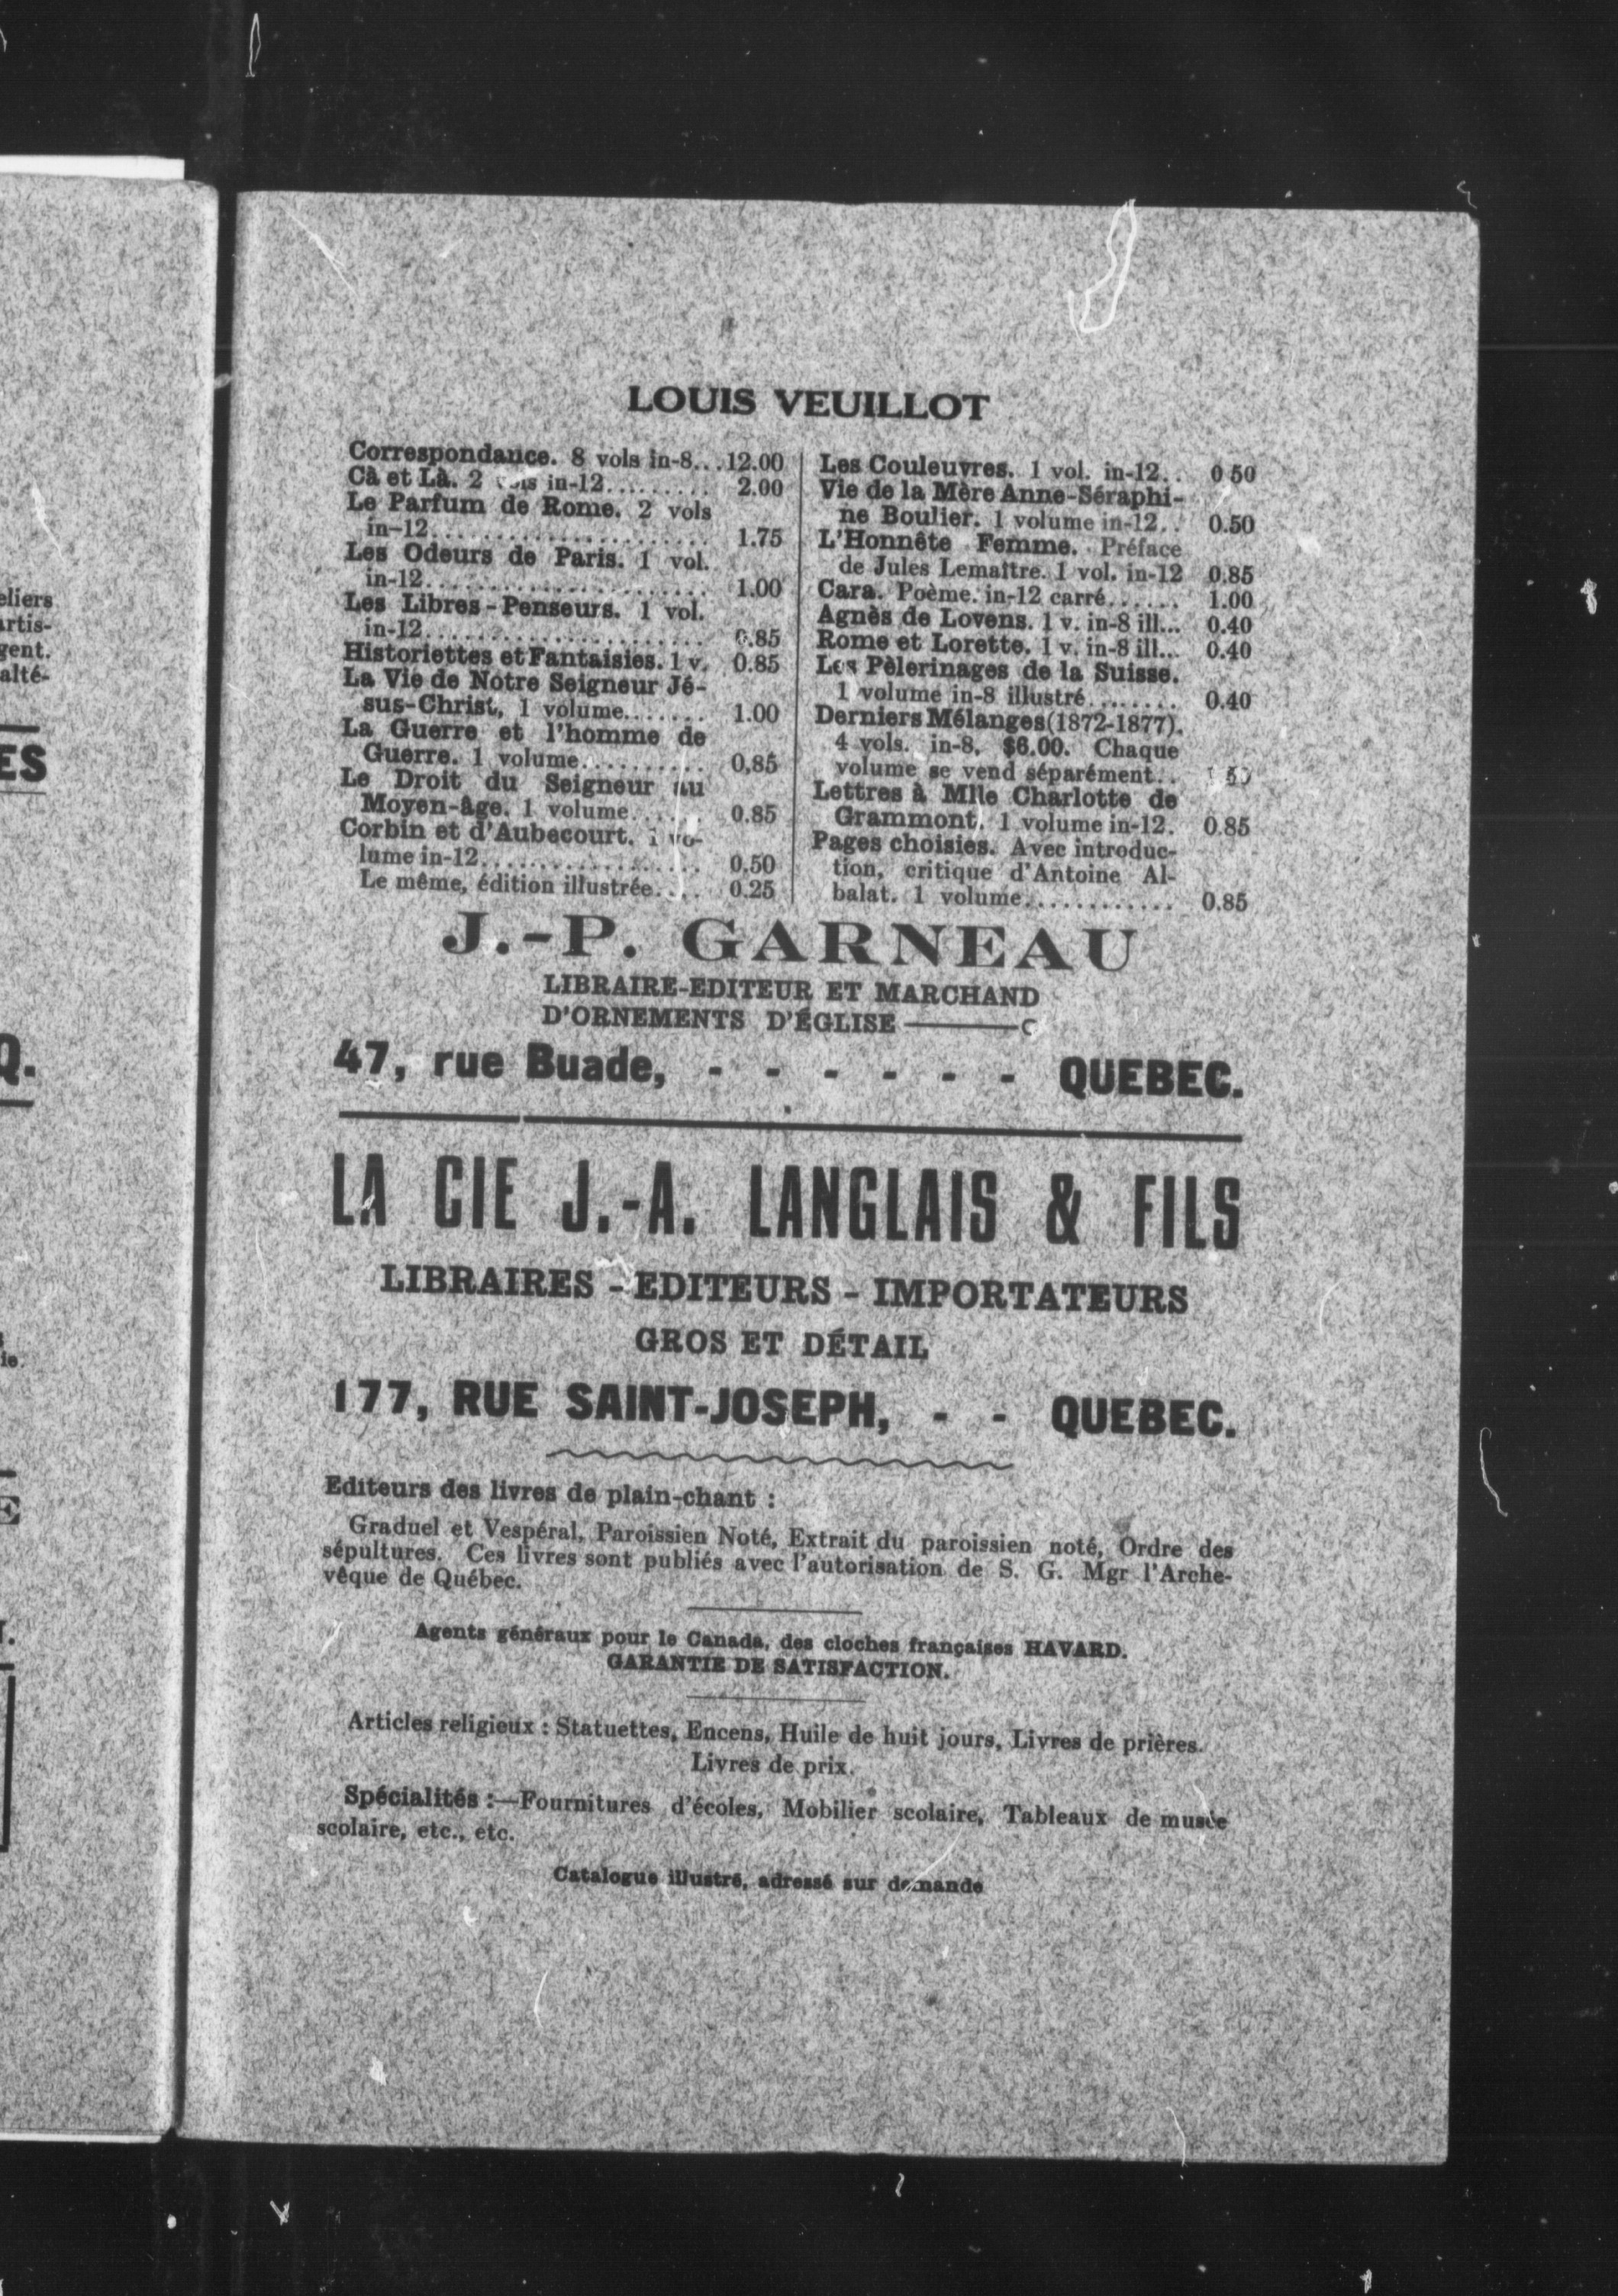 LOUIS VEUILLOT
Correspondance. 8 vols in-8...12.00
Cà et Là. 2 in-12......... 2.00
Le Parfum de Rome. 2 vols
in-12...................... 1.75
Les Odeurs de Paris. 1 vol.
in-12...................... 1.00
Les Libres-Penseurs. 1 vol.
in-12...................... 0.85
Historiettes et Fantaisies. 1 v. 0.85
La Vie de Notre Seigneur Jé-
sus-Christ, 1 volume....... 1.00
La Guerre et l'homme de
Guerre. 1 volume.......... 0,85
Le Droit du Seigneur au
Moyen-âge. 1 volume...... 0.85
Corbin et d'Aubecourt. 1 vo-
lume in-12.................. 0.50
Le même, édition illustrée.... 0.25
Les Couleuvres. 1 vol. in-12.. 0 50
Vie de la Mère Anne-Séraphi-
ne Boulier. 1 volume in-12.. 0.50
L'Honnête Femme. Préface
de Jules Lemaître. 1 vol. in-12 0.85
Cara. Poème. in-12 carré...... 1.00
Agnès de Lovens. 1 v. in-8 ill... 0.40
Rome et Lorette. 1 v. in-8 ill... 0.40
Les Pèlerinages de la Suisse.
1 volume in-8 illustré........ 0.40
Derniers Mélanges(1872-1877).
4 vols. in-8, $6.00. Chaque
volume se vend séparément..
Lettres à Mlle Charlotte de
Grammont. 1 volume in-12. 0.85
Pages choisies. Avec introduc-
tion, critique d'Antoine Al-
balat. 1 volume............ 0.85
J.-P. GARNEAU
LIBRAIRE-EDITEUR ET MARCHAND
D'ORNEMENTS D'ÉGLISE
47, rue Buade, - - - - - - QUEBEC.
LA CIE J.-A. LANGLAIS & FILS
LIBRAIRES - EDITEURS - IMPORTATEURS
GROS ET DÉTAIL
177, RUE SAINT-JOSEPH, - - QUEBEC.
Editeurs des livres de plain-chant :
Graduel et Vespéral, Paroissien Noté, Extrait du paroissien noté, Ordre des
sépultures. Ces livres sont publiés avec l'autorisation de S. G. Mgr l'Arche-
vêque de Québec.
Agents généraux pour le Canada, des cloches françaises HAVARD.
GARANTIE DE SATISFACTION.
Articles religieux : Statuettes, Encens, Huile de huit jours, Livres de prières.
Livres de prix.
Spécialités :—Fournitures d'écoles, Mobilier scolaire, Tableaux de musée
scolaire, etc., etc.
Catalogue illustré, adressé sur demande